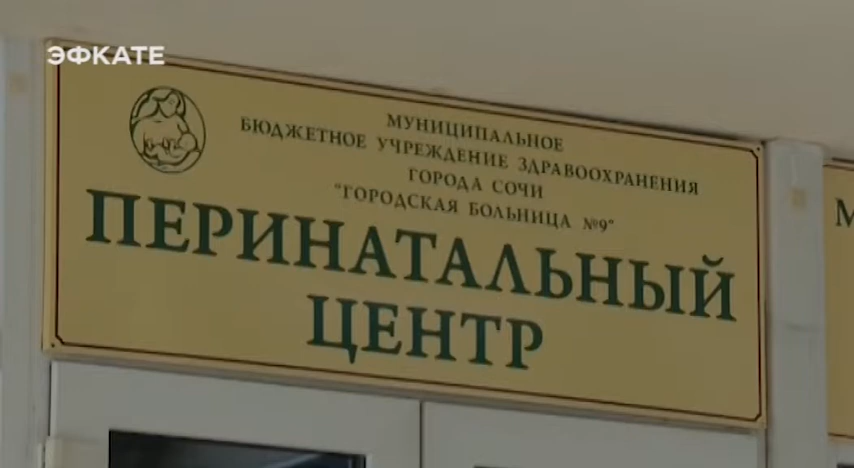 ЭФКАТЕ
МУНИЦИПАЛЬНОЕ
БЮДЖЕТНОЕ УЧРЕЖДЕНИЕ ЗДРАВООХРАНЕНИЯ
ГОРОДА СОЧИ
"ГОРОДСКАЯ БОЛЬНИЦА №9"
ПЕРИНАТАЛЬНЫЙ
ЦЕНТР